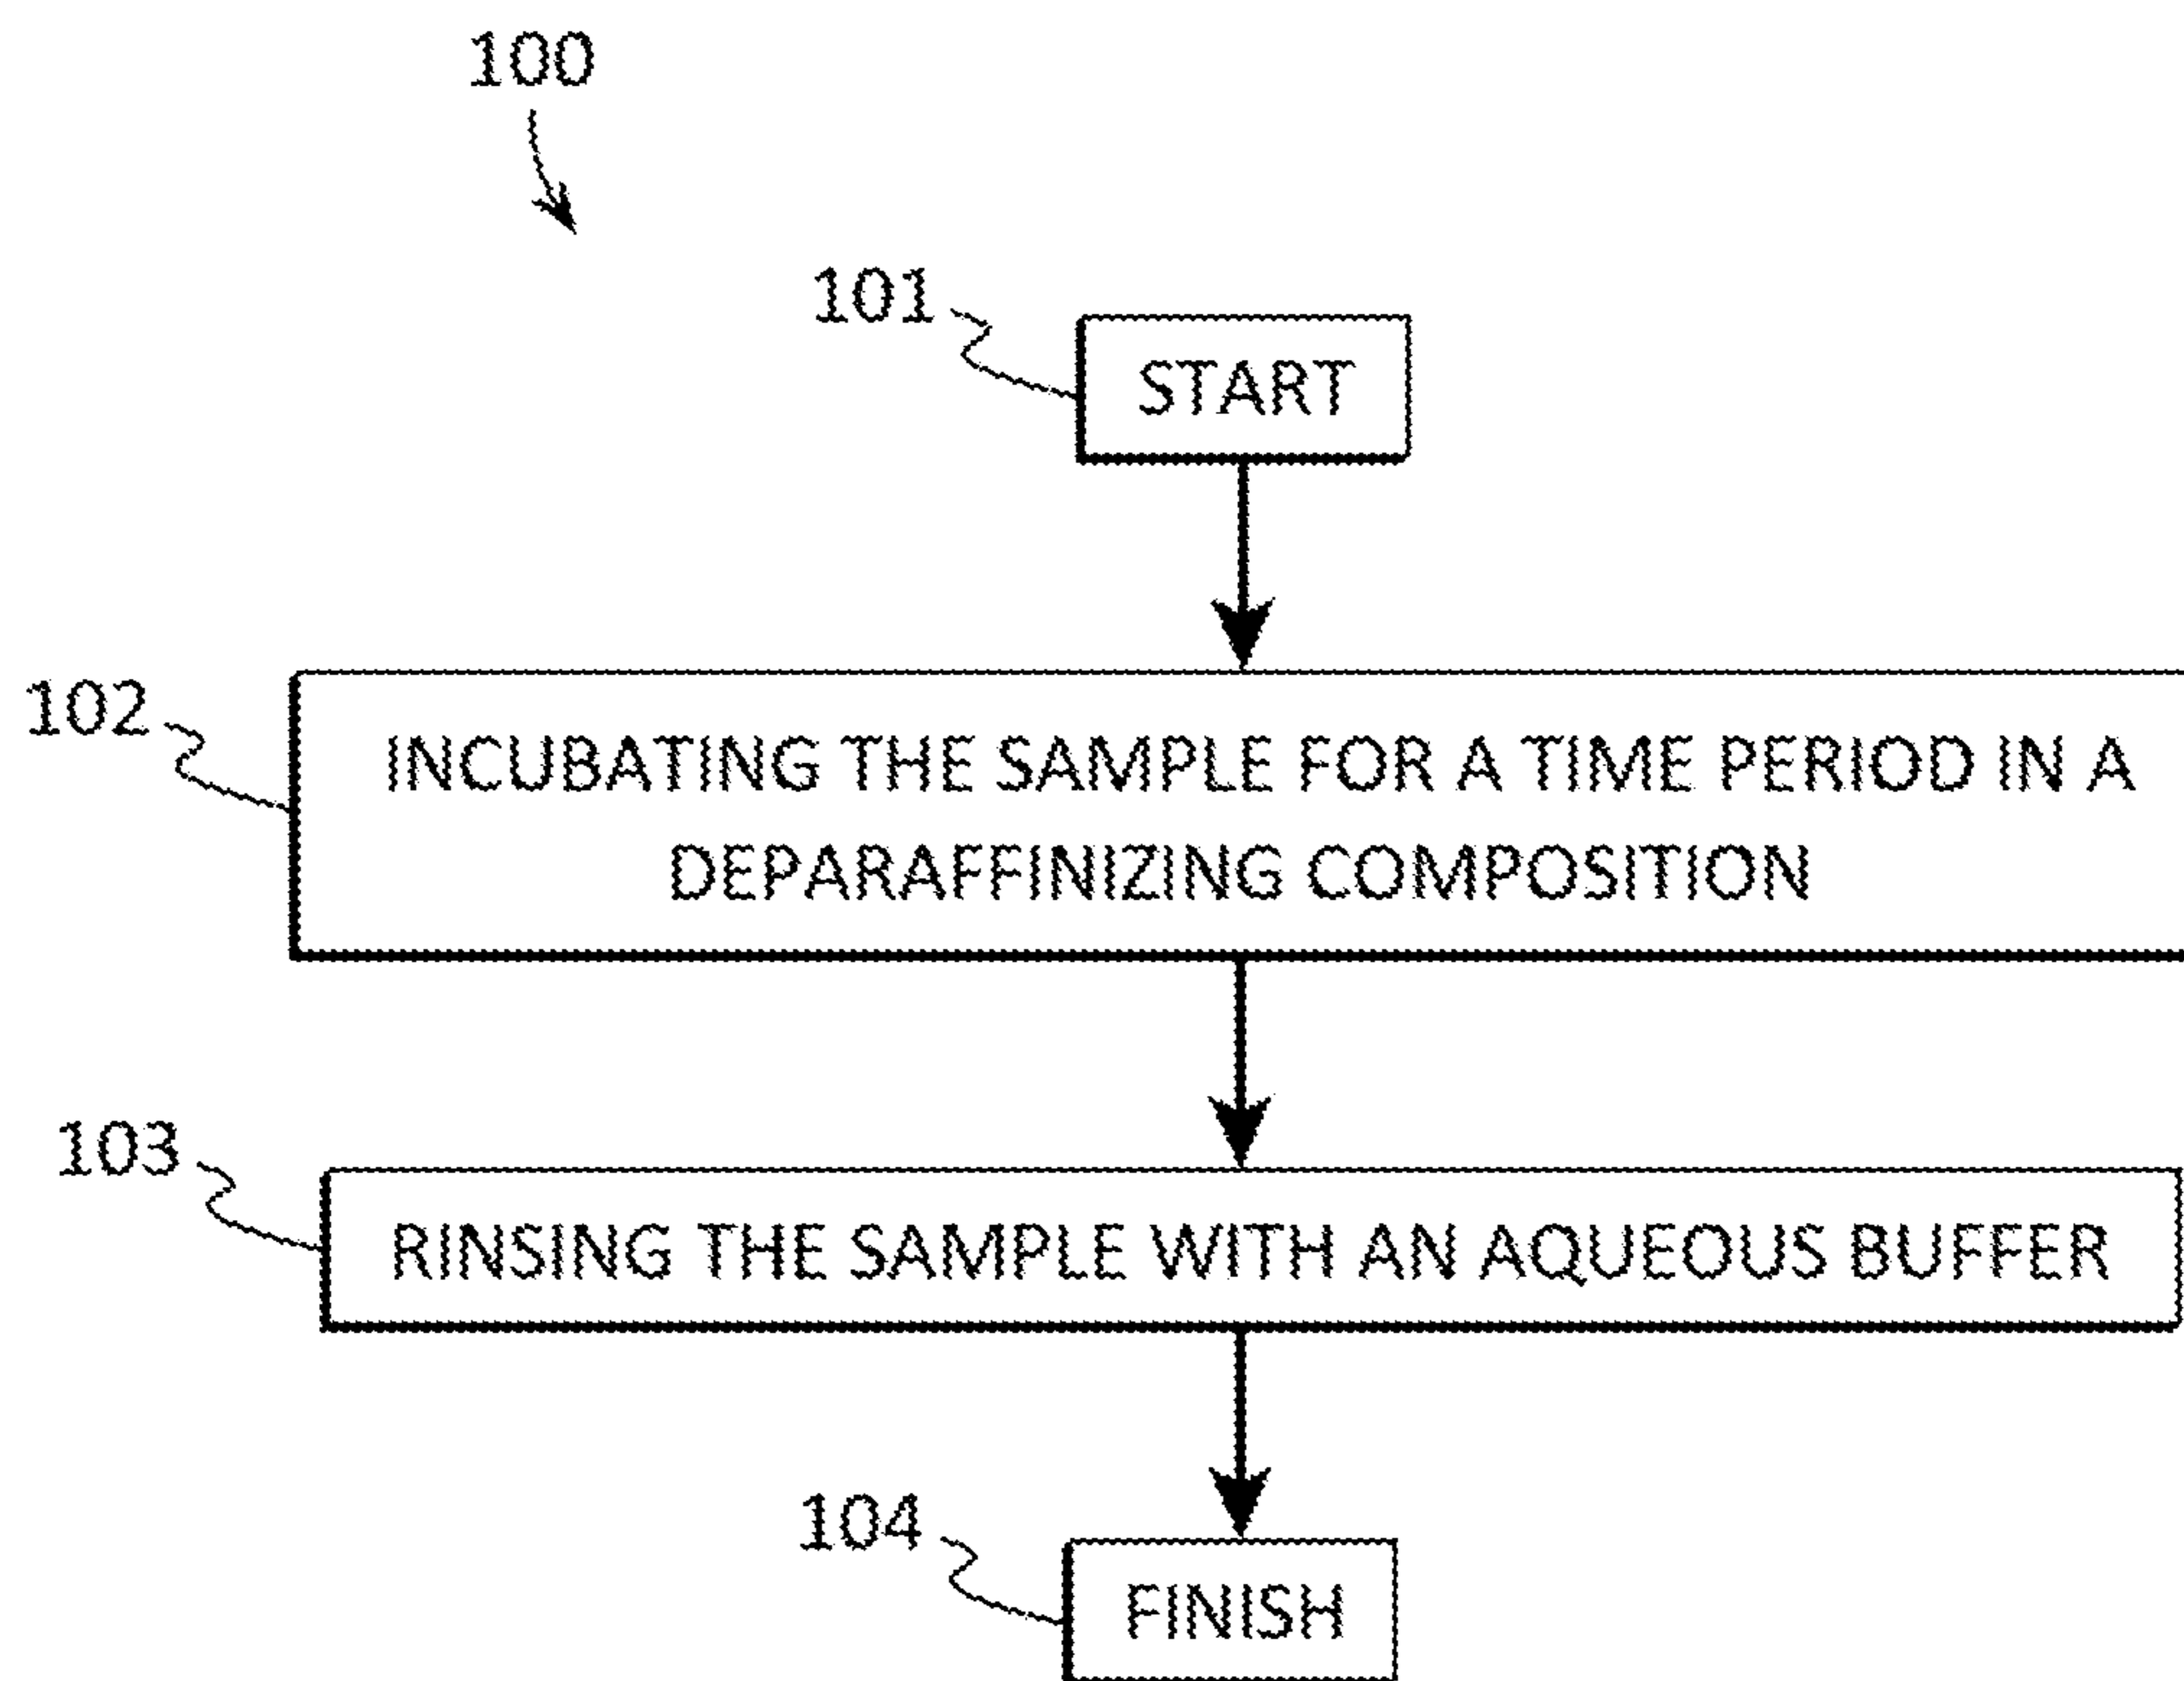 100
101
START
102
INCUBATING THE SAMPLE FOR A TIME PERIOD IN A
DEPARAFFINIZING COMPOSITION
103
RINSING THE SAMPLE WITH AN AQUEOUS BUFFER
104
FINISH